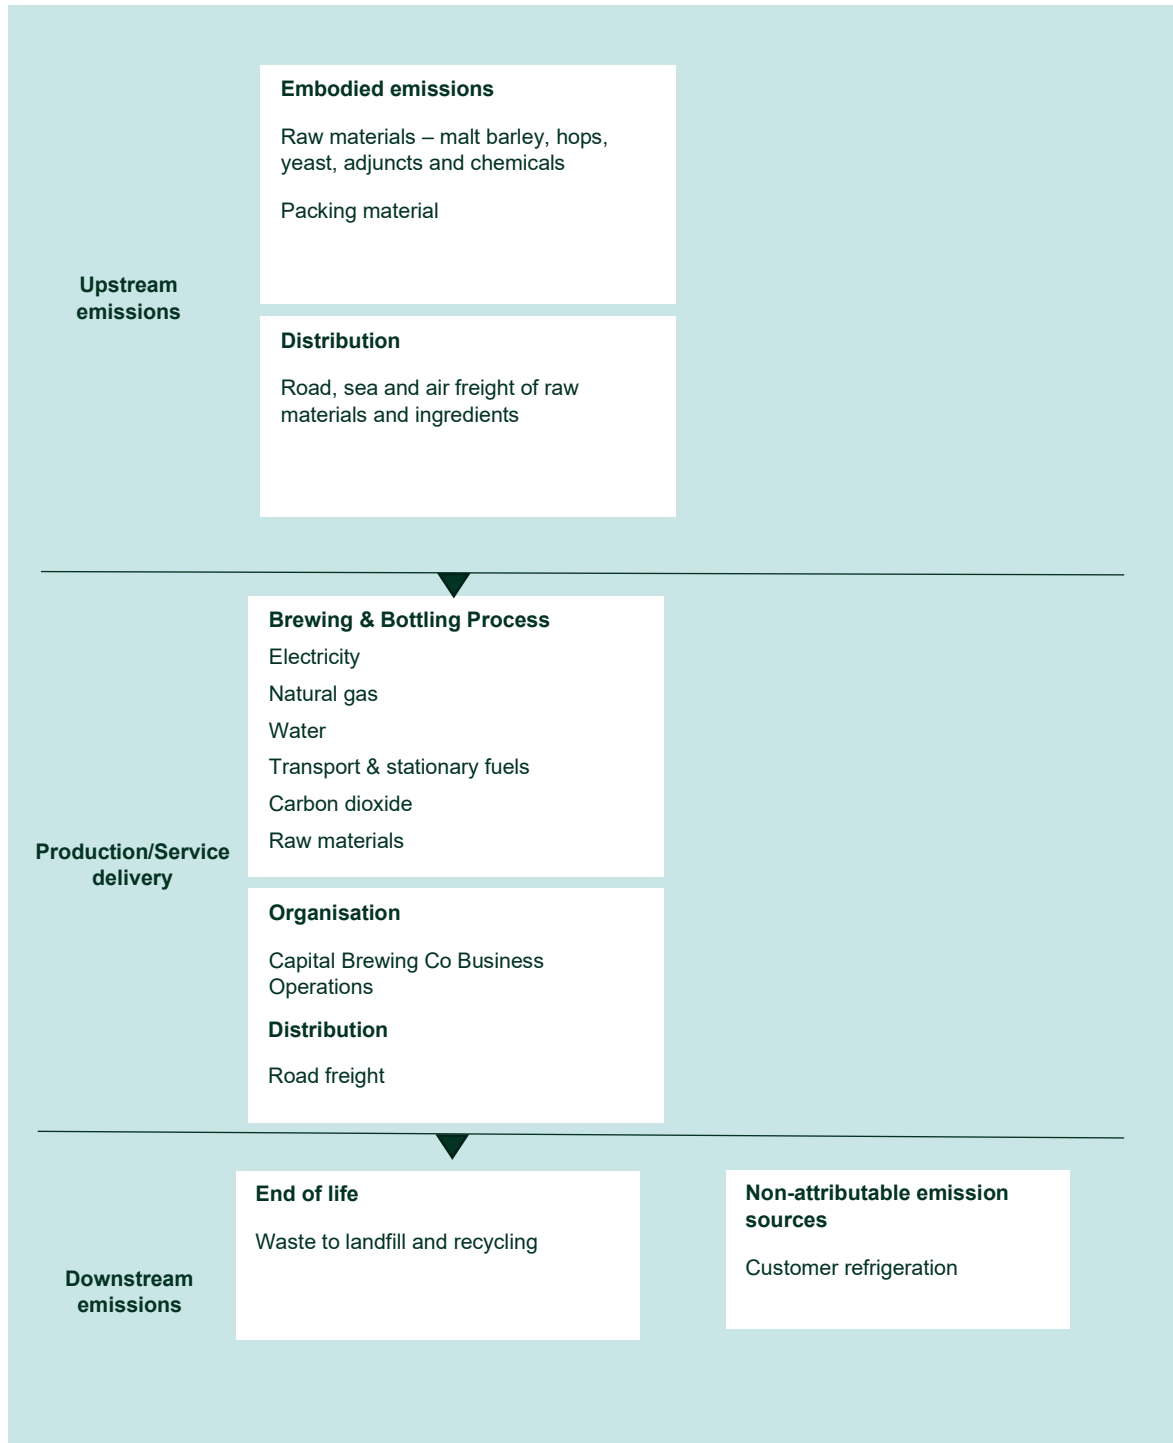 Embodied emissions
Raw materials – malt barley, hops,
yeast, adjuncts and chemicals
Packing material
Upstream
emissions
Distribution
Road, sea and air freight of raw
materials and ingredients
Brewing & Bottling Process
Electricity
Natural gas
Water
Transport & stationary fuels
Carbon dioxide
Raw materials
Production/Service
delivery
Organisation
Capital Brewing Co Business
Operations
Distribution
Road freight
End of life
Waste to landfill and recycling
Non-attributable emission
sources
Customer refrigeration
Downstream
emissions